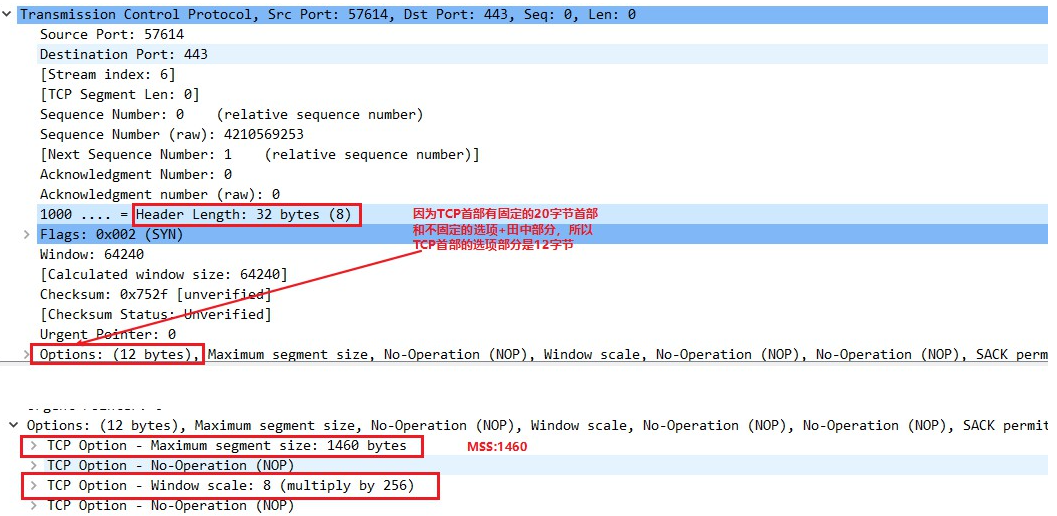 Transmission Control Protocol, Src Port: 57614, Dst Port: 443, Seq: 0, Len: 0
Source Port: 57614
Destination Port: 443
[Stream index: 6]
[TCP Segment Len: 0]
Sequence Number: 0    (relative sequence number)
Sequence Number (raw): 4210569253
[Next Sequence Number: 1    (relative sequence number)]
Acknowledgment Number: 0
Acknowledgment number (raw): 0
1000 .... = Header Length: 32 bytes (8)
因为TCP首部有固定的20字节首部
和不固定的选项+田中部分，所以
TCP首部的选项部分是12字节
Flags: 0x002 (SYN)
Window: 64240
[Calculated window size: 64240]
Checksum: 0x752f [unverified]
[Checksum Status: Unverified]
Urgent Pointer: 0
Options: (12 bytes), Maximum segment size, No-Operation (NOP), Window scale, No-Operation (NOP), No-Operation (NOP), SACK perm
Options: (12 bytes), Maximum segment size, No-Operation (NOP), Window scale, No-Operation (NOP), No-Operation (NOP), SACK permit
TCP Option - Maximum segment size: 1460 bytes
MSS:1460
TCP Option - No-Operation (NOP)
TCP Option - Window scale: 8 (multiply by 256)
TCP Option - No-Operation (NOP)